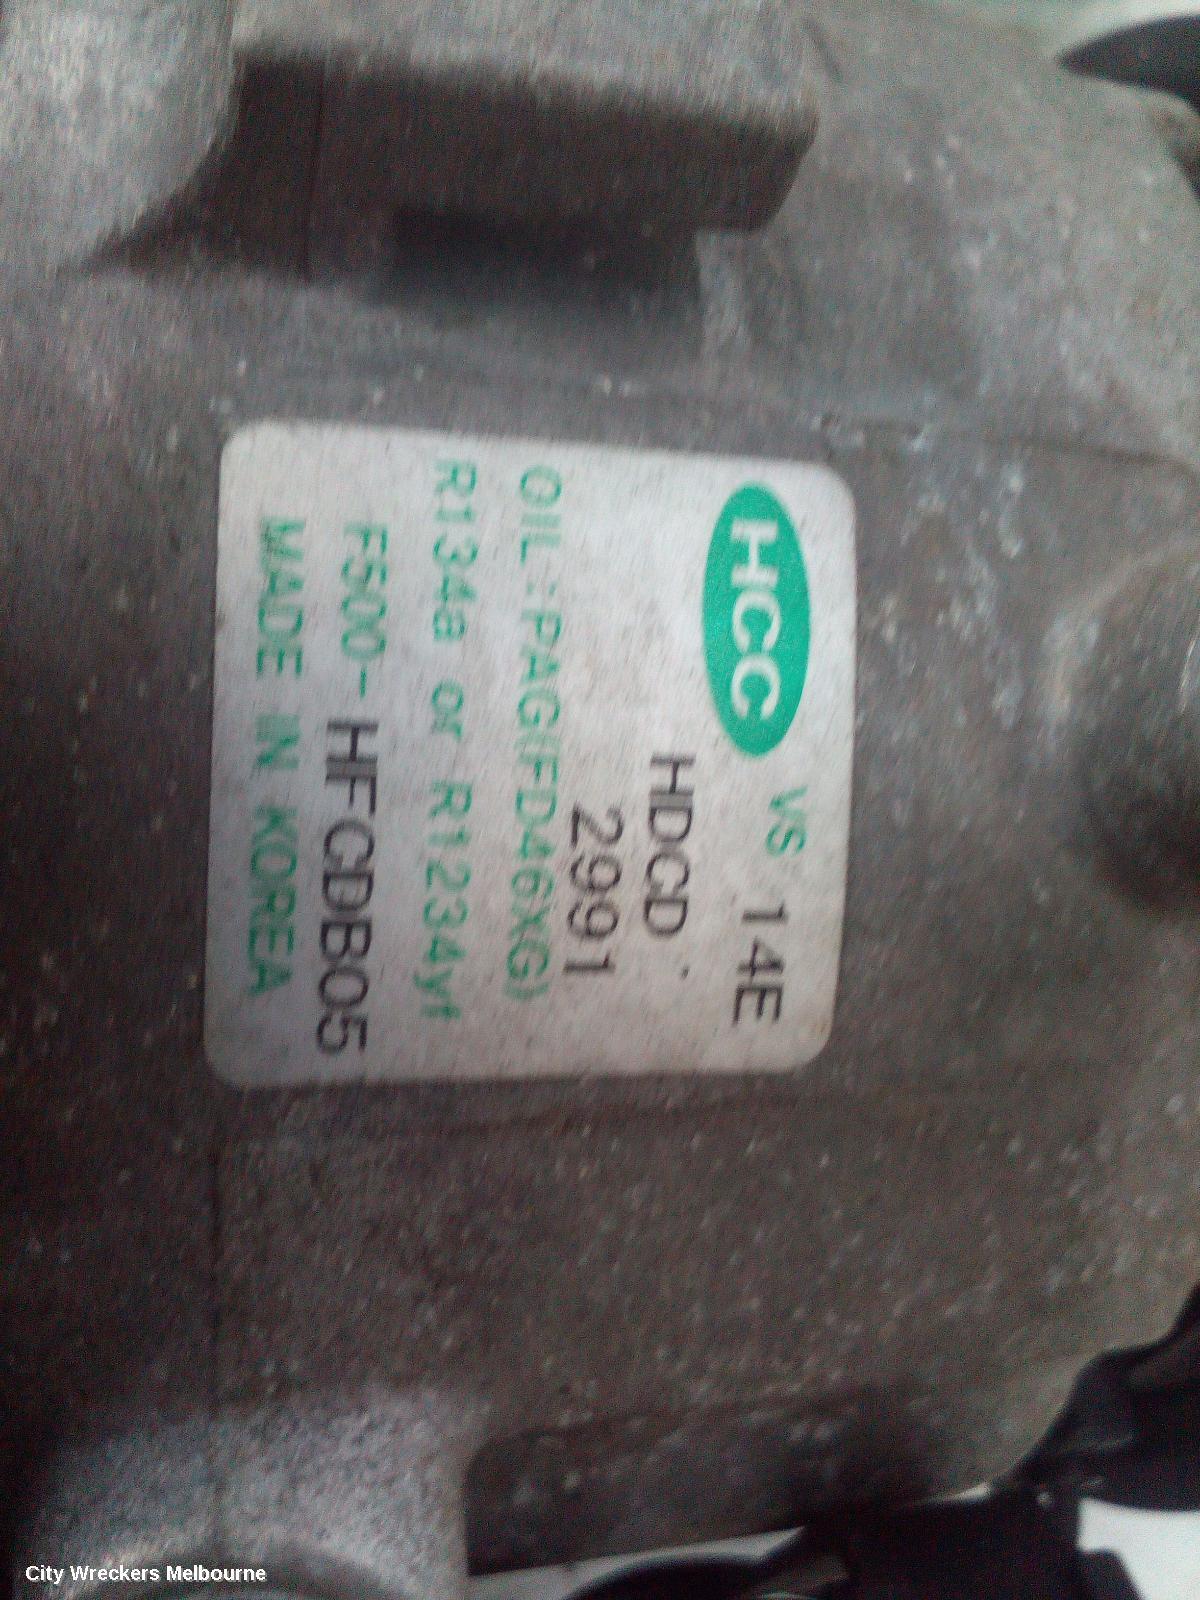 HCC VS 14E
HDCD
2991
OIL:PAG(FD46XG)
R134a or R1234yf
F500-HFCDB05
MADE IN KOREA
City Wreckers Melbourne